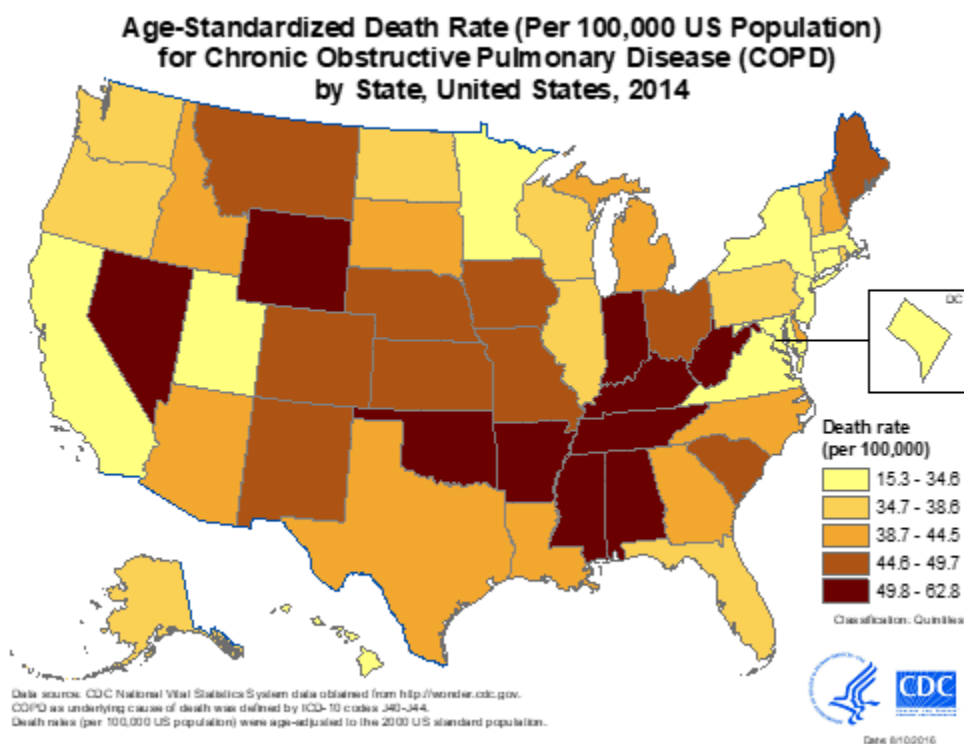 Age-Standardized Death Rate (Per 100,000 US Population)
for Chronic Obstructive Pulmonary Disease (COPD)
by State, United States, 2014
DC
Death rate
(per 100,000)
15.3 - 34.6
34.7 - 38.6
38.7 - 44.5
44.6 - 49.7
49.8 - 62.8
Classification: Quintiles
Data source: CDC National Vital Statistics System data obtained from http://wonder.cdc.gov.
COPD as underlying cause of death was defined by ICD-10 codes J40-J44.
Death rates (per 100,000 US population) were age-adjusted to the 2000 US standard population.
CDC
Date: 8/10/2016